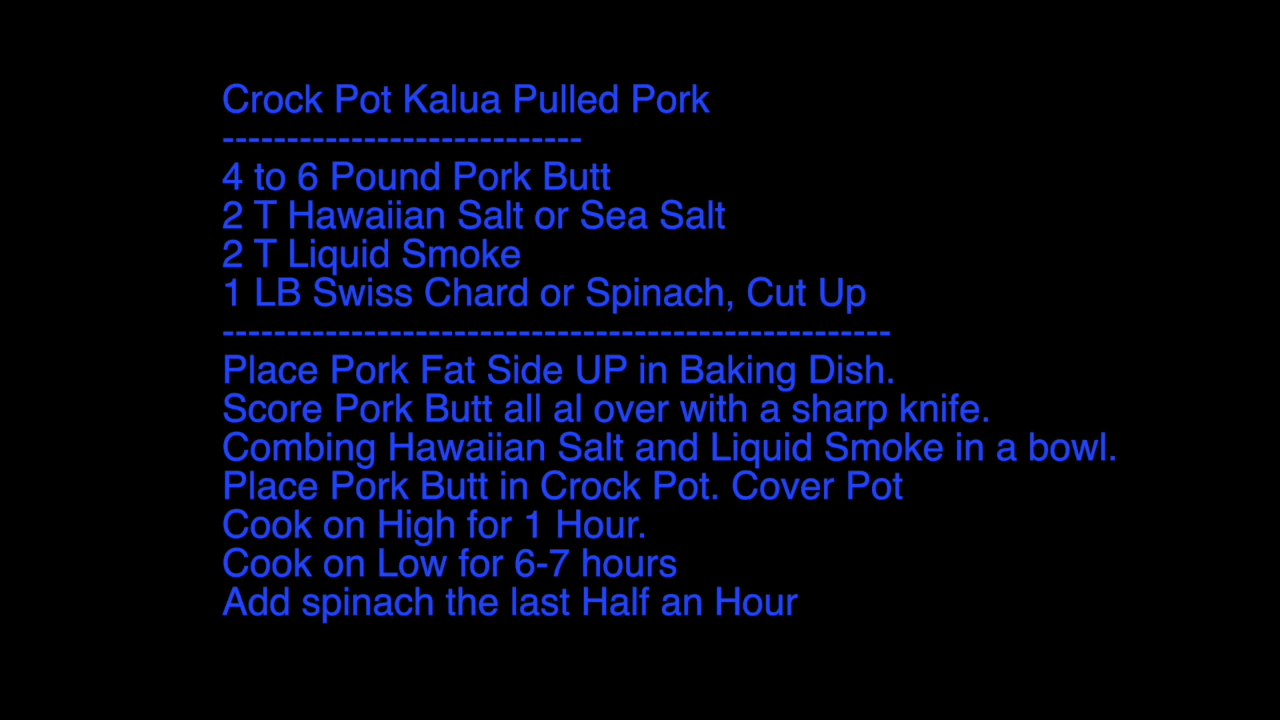 Crock Pot Kalua Pulled Pork
----------------------------
4 to 6 Pound Pork Butt
2 T Hawaiian Salt or Sea Salt
2 T Liquid Smoke
1 LB Swiss Chard or Spinach, Cut Up
----------------------------------------------------
Place Pork Fat Side UP in Baking Dish.
Score Pork Butt all al over with a sharp knife.
Combing Hawaiian Salt and Liquid Smoke in a bowl.
Place Pork Butt in Crock Pot. Cover Pot
Cook on High for 1 Hour.
Cook on Low for 6-7 hours
Add spinach the last Half an Hour